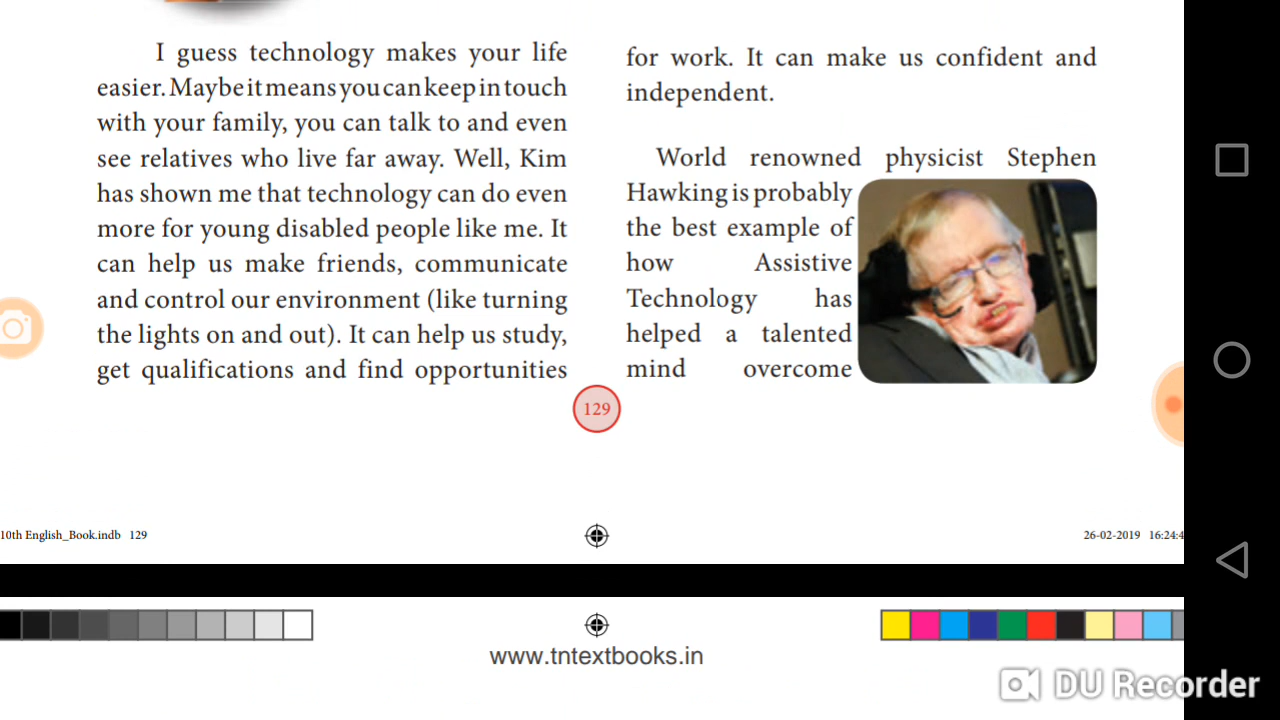 I guess technology makes your life
easier. Maybe it means you can keep in touch
with your family, you can talk to and even
see relatives who live far away. Well, Kim
has shown me that technology can do even
more for young disabled people like me. It
can help us make friends, communicate
and control our environment (like turning
the lights on and out). It can help us study,
get qualifications and find opportunities
for work. It can make us confident and
independent.
World renowned physicist Stephen
Hawking is probably
the best example of
how Assistive
Technology has
helped a talented
mind overcome
129
10th English_Book.indb 129
26-02-2019 16:24:4
www.tntextbooks.in
DU Recorder